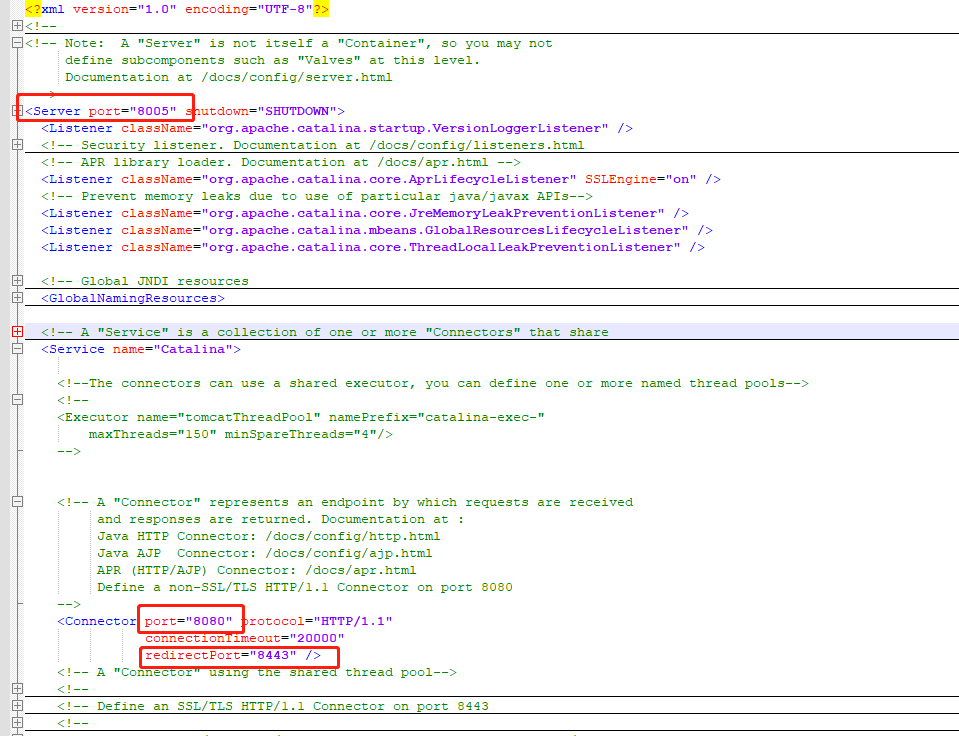 <?xml version="1.0" encoding="UTF-8"?>
<!--
<!-- Note:  A "Server" is not itself a "Container", so you may not
define subcomponents such as "Valves" at this level.
Documentation at /docs/config/server.html
-->
<Server port="8005" shutdown="SHUTDOWN">
<Listener className="org.apache.catalina.startup.VersionLoggerListener" />
<!-- Security listener. Documentation at /docs/config/listeners.html
<!-- APR library loader. Documentation at /docs/apr.html -->
<Listener className="org.apache.catalina.core.AprLifecycleListener" SSLEngine="on" />
<!-- Prevent memory leaks due to use of particular java/javax APIs-->
<Listener className="org.apache.catalina.core.JreMemoryLeakPreventionListener" />
<Listener className="org.apache.catalina.mbeans.GlobalResourcesLifecycleListener" />
<Listener className="org.apache.catalina.core.ThreadLocalLeakPreventionListener" />
<!-- Global JNDI resources
<GlobalNamingResources>
<!-- A "Service" is a collection of one or more "Connectors" that share
<Service name="Catalina">
<!--The connectors can use a shared executor, you can define one or more named thread pools-->
<!--
<Executor name="tomcatThreadPool" namePrefix="catalina-exec-"
maxThreads="150" minSpareThreads="4"/>
-->
<!-- A "Connector" represents an endpoint by which requests are received
and responses are returned. Documentation at :
Java HTTP Connector: /docs/config/http.html
Java AJP  Connector: /docs/config/ajp.html
APR (HTTP/AJP) Connector: /docs/apr.html
Define a non-SSL/TLS HTTP/1.1 Connector on port 8080
-->
<Connector port="8080" protocol="HTTP/1.1"
connectionTimeout="20000"
redirectPort="8443" />
<!-- A "Connector" using the shared thread pool-->
<!--
<!-- Define an SSL/TLS HTTP/1.1 Connector on port 8443
<!--